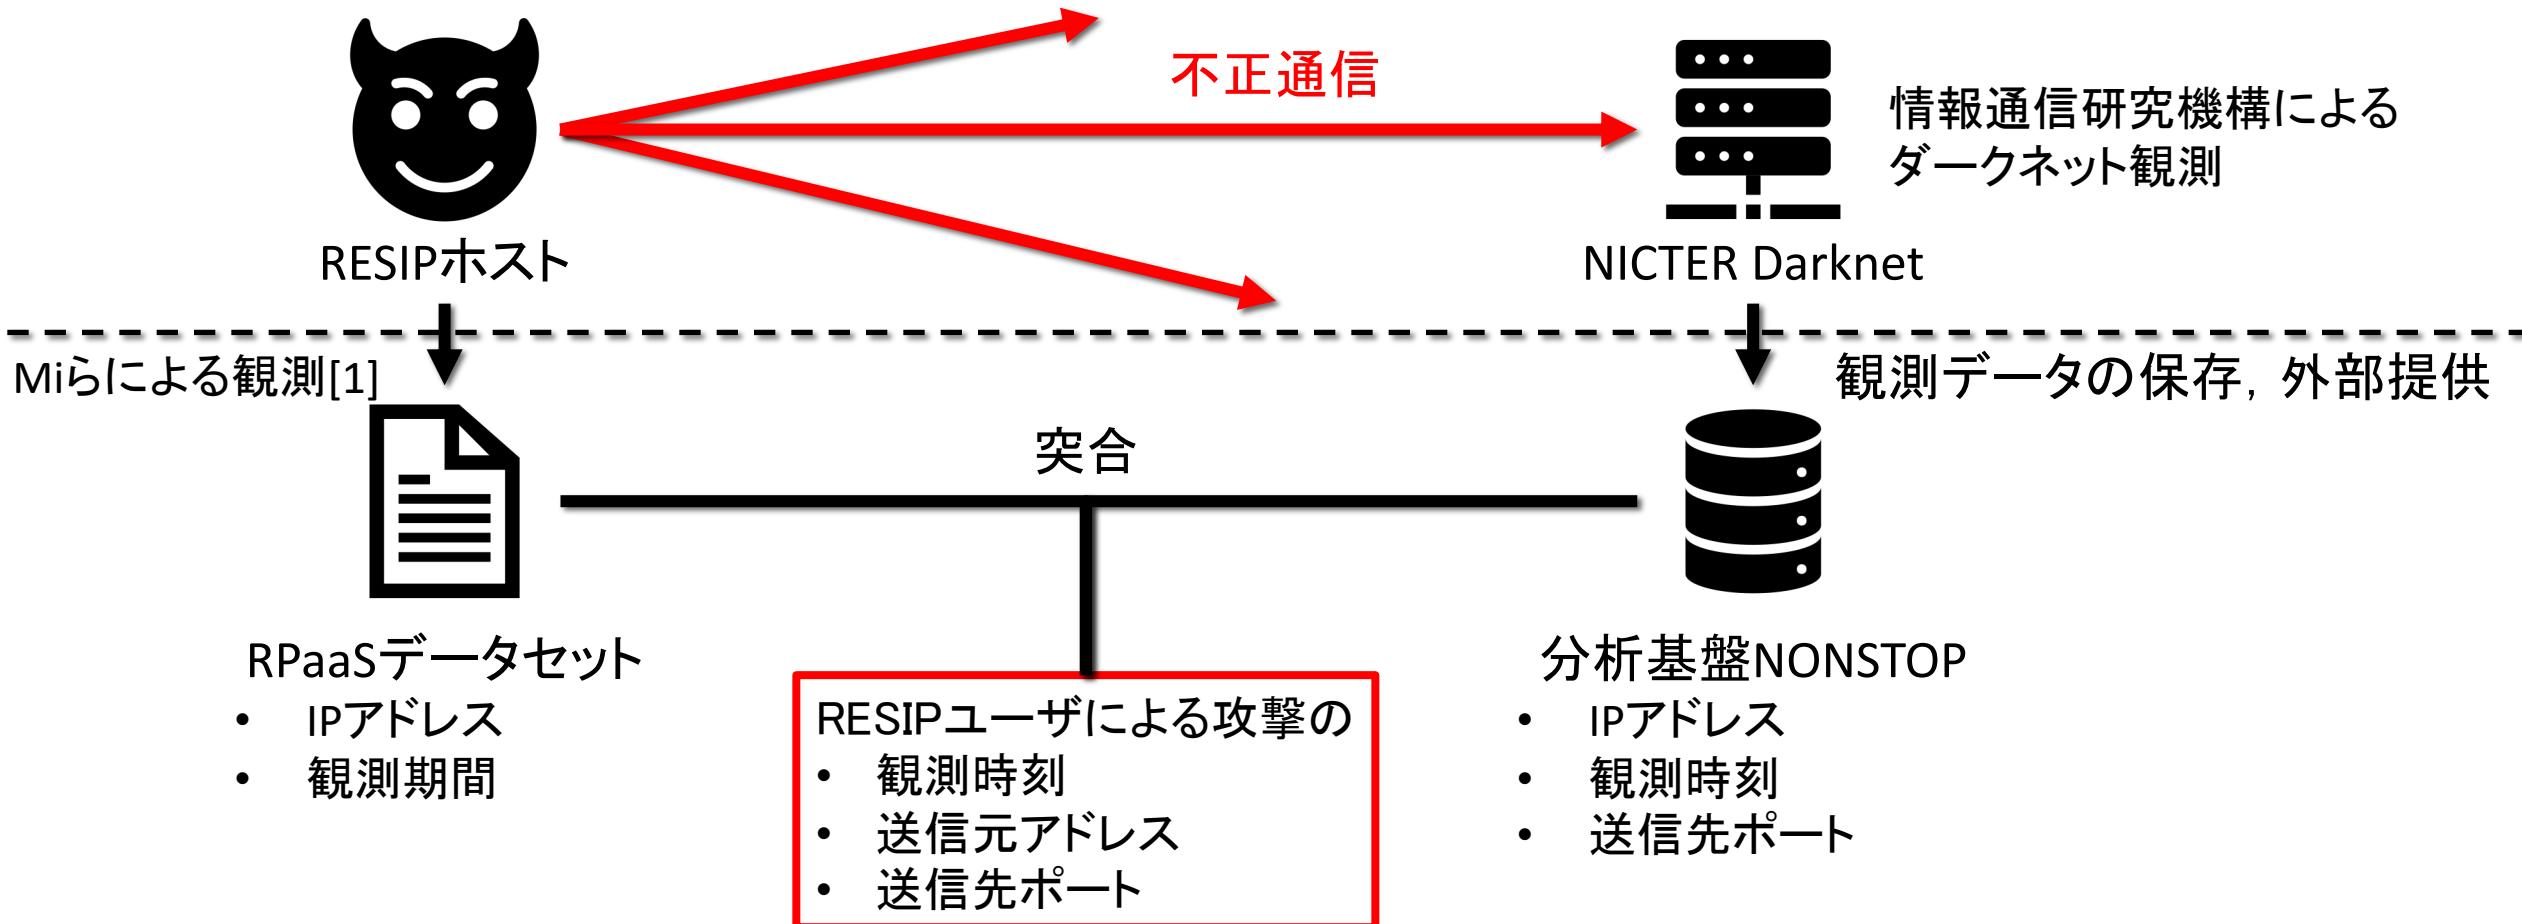 不正通信
情報通信研究機構による
ダークネット観測
RESIPホスト
NICTER Darknet
Miらによる観測[1]
観測データの保存，外部提供
突合
RPaaSデータセット
• IPアドレス
• 観測期間
RESIPユーザによる攻撃の
• 観測時刻
• 送信元アドレス
• 送信先ポート
分析基盤NONSTOP
• IPアドレス
• 観測時刻
• 送信先ポート